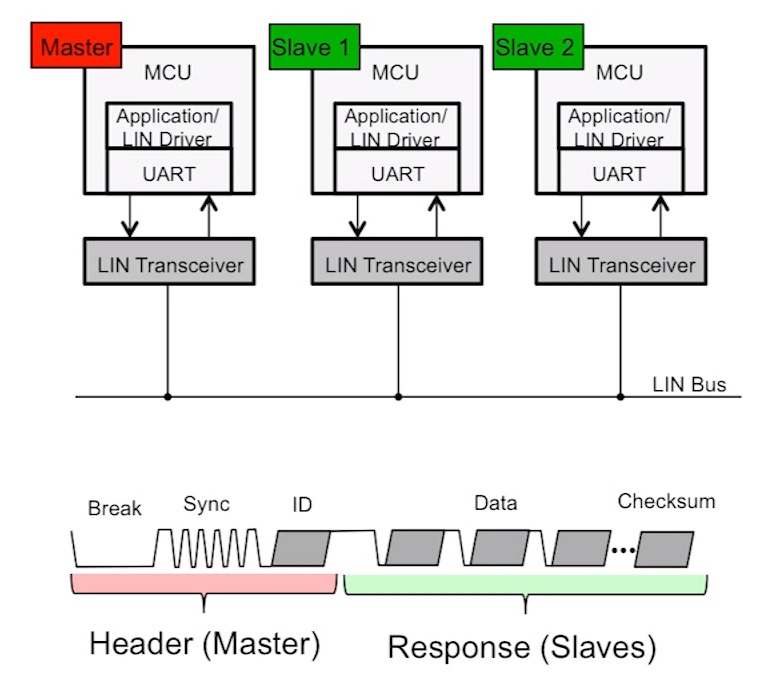 Master
Slave 1
Slave 2
MCU
MCU
MCU
Application/
LIN Driver
Application/
LIN Driver
Application/
LIN Driver
UART
UART
UART
LIN Transceiver
LIN Transceiver
LIN Transceiver
LIN Bus
Break
Sync
ID
Data
Checksum
Header (Master)
Response (Slaves)